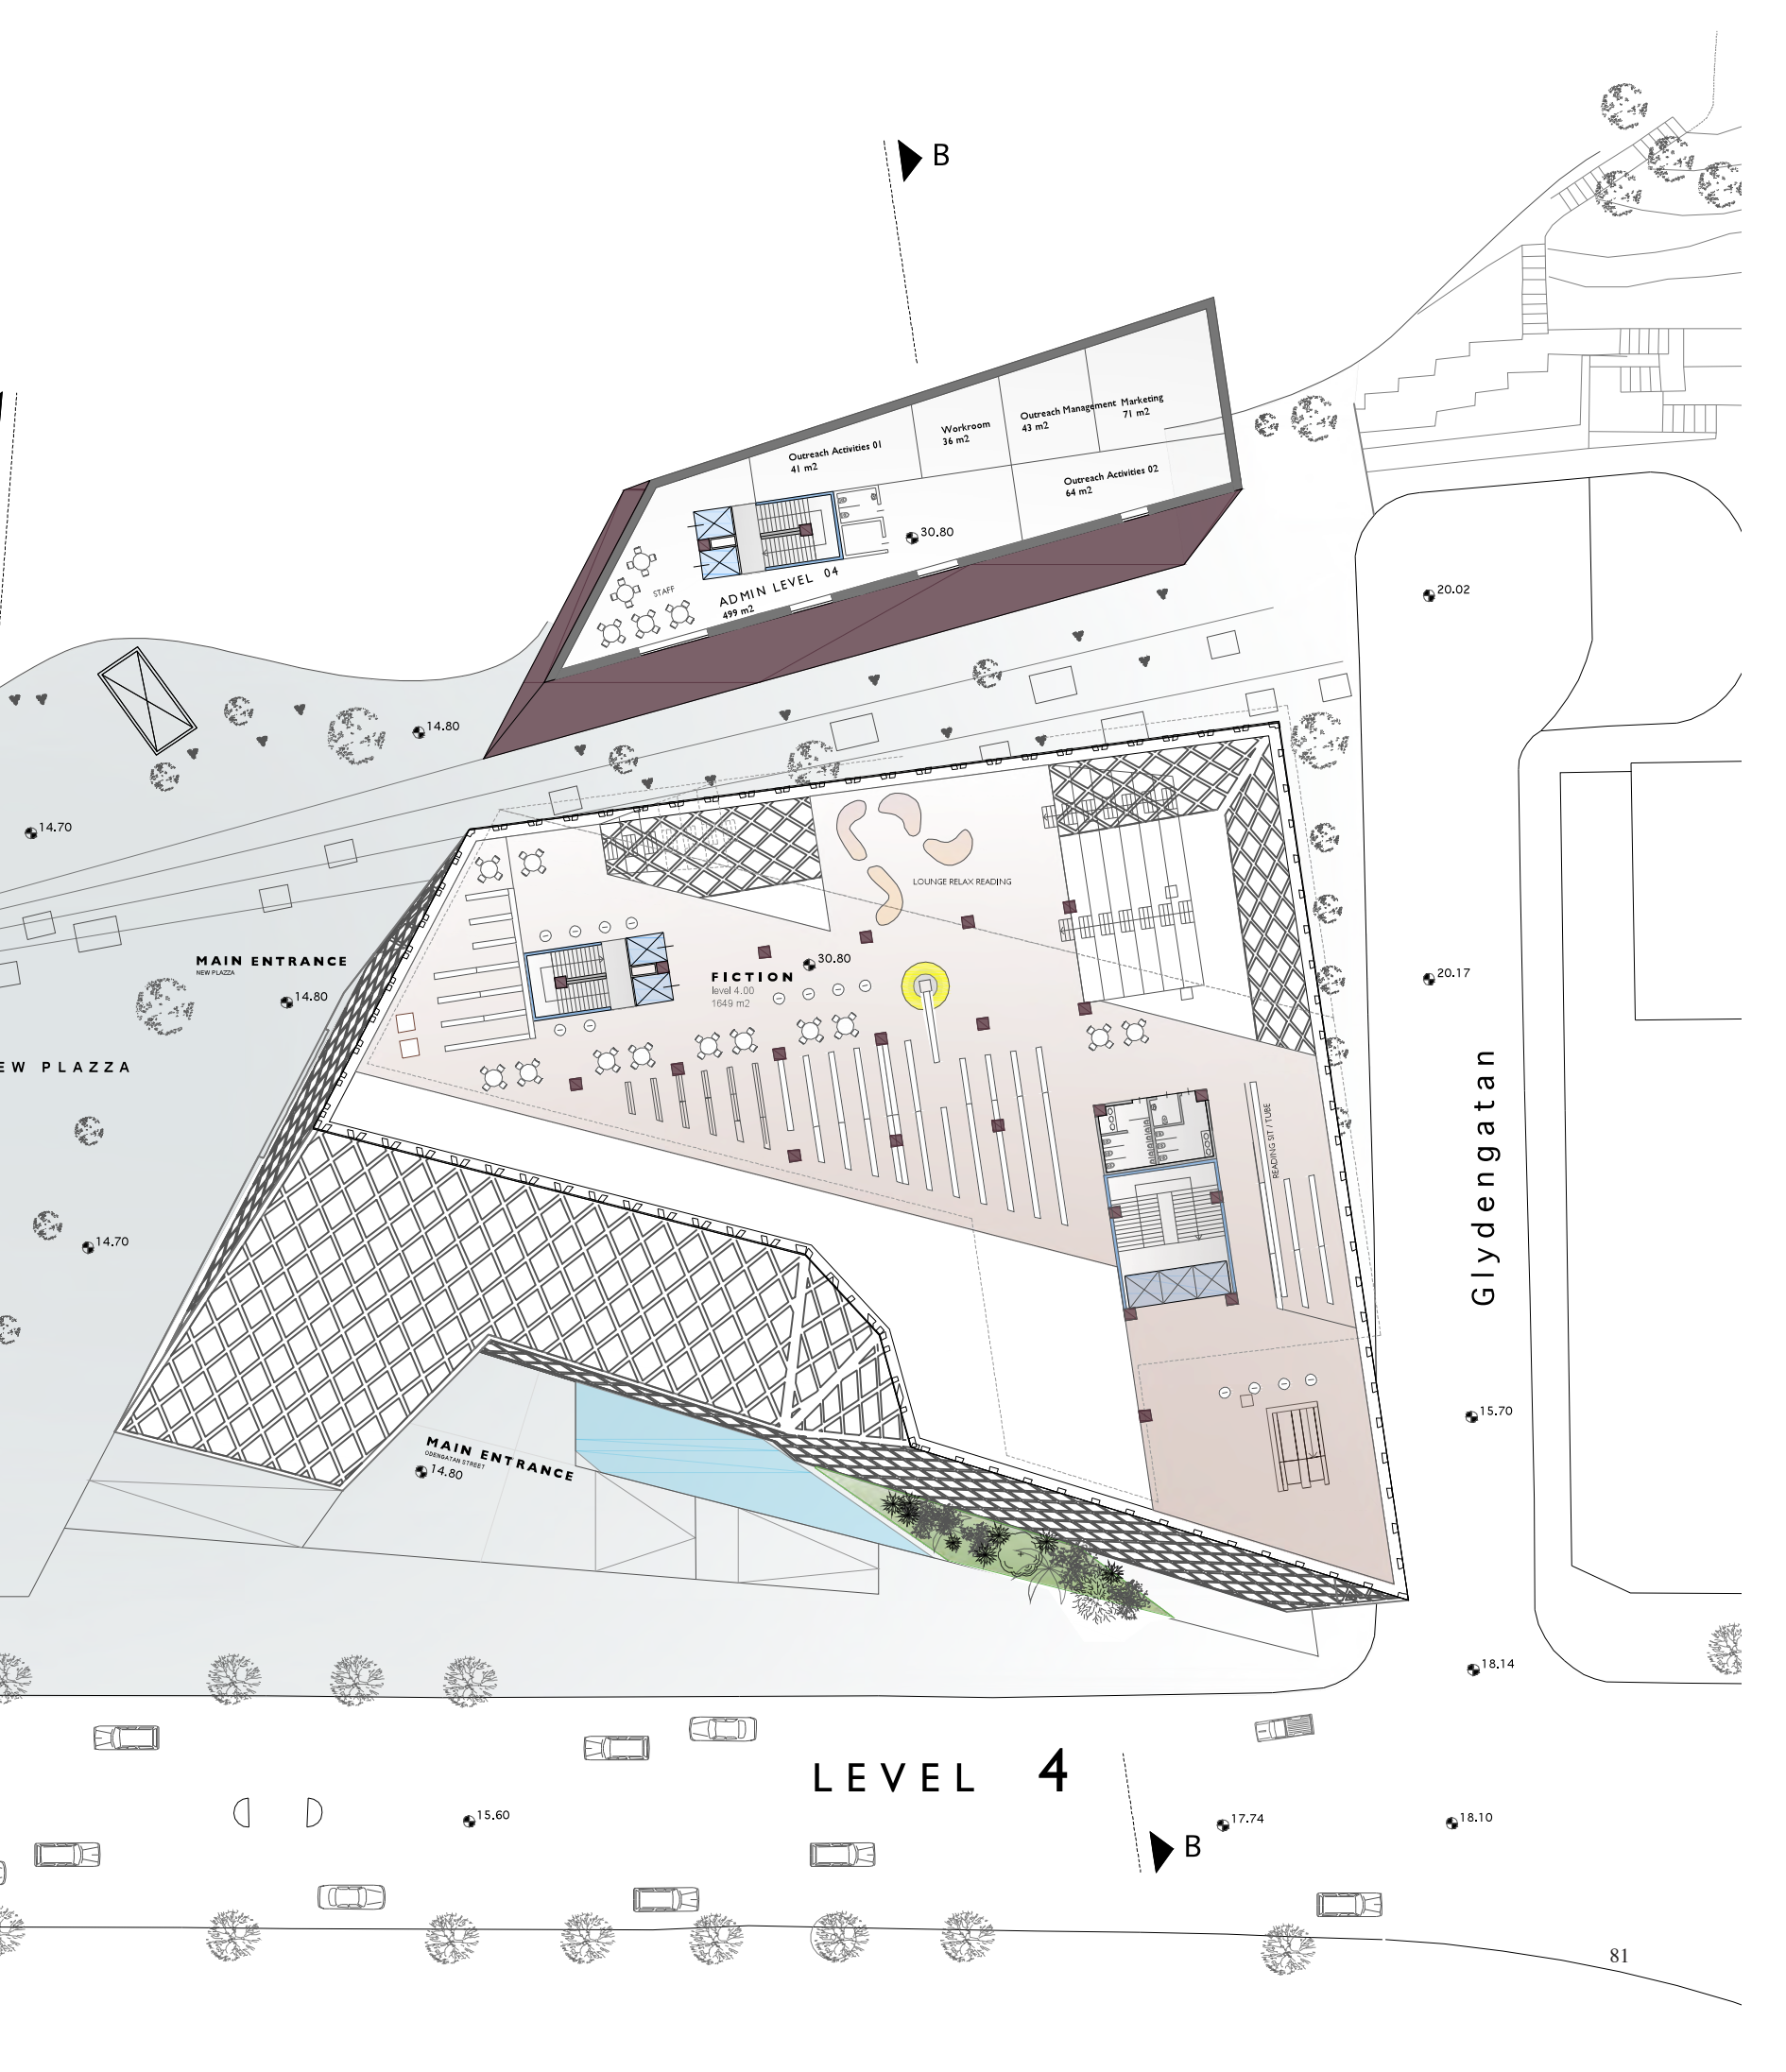 B
Outreach Activities 01
41 m2
Workroom
36 m2
Outreach Management
43 m2
Marketing
71 m2
Outreach Activities 02
64 m2
30.80
STAFF
ADMIN LEVEL 04
499 m2
20.02
14.80
14.70
MAIN ENTRANCE
NEW PLAZZA
14.80
EW PLAZZA
14.70
LOUNGE RELAX READING
FICTION
level 4.00
1649 m2
30.80
20.17
READING SIT / TUBE
Glydengatan
15.70
MAIN ENTRANCE
ODENGATAN STREET
14.80
18.14
LEVEL 4
15.60
17.74
18.10
B
81